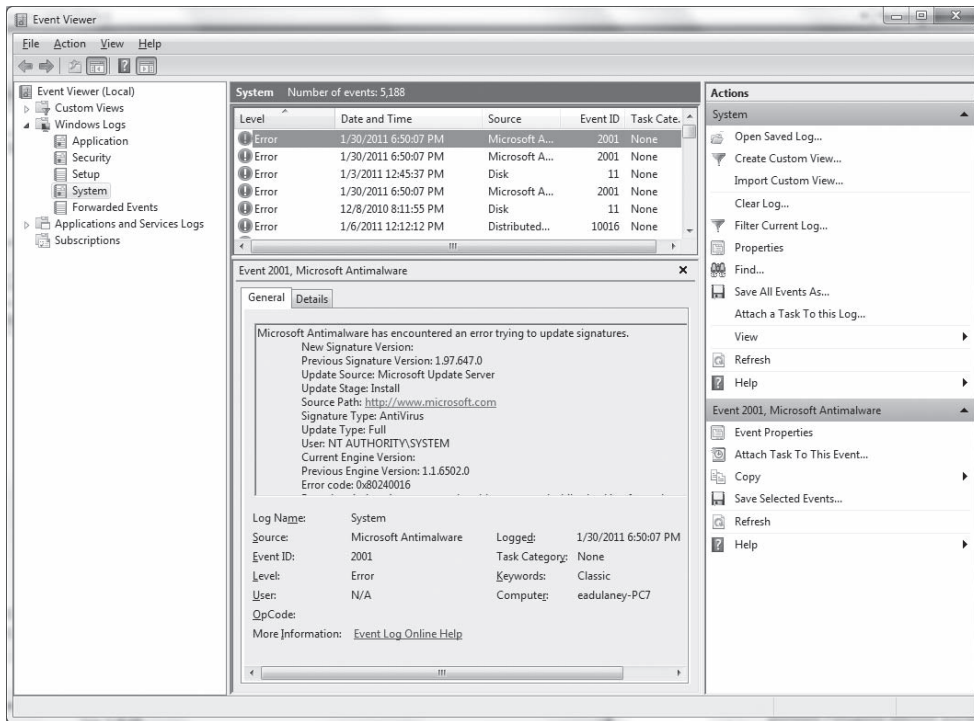 Event Viewer
File Action View Help
Event Viewer (Local)
Custom Views
Windows Logs
Application
Security
Setup
System
Forwarded Events
Applications and Services Logs
Subscriptions
System Number of events: 5,188
Level Date and Time Source Event ID Task Cate.
Error 1/30/2011 6:50:07 PM Microsoft A... 2001 None
Error 1/30/2011 6:50:07 PM Microsoft A... 2001 None
Error 1/3/2011 12:45:37 PM Disk 11 None
Error 1/30/2011 6:50:07 PM Microsoft A... 2001 None
Error 12/8/2010 8:11:55 PM Disk 11 None
Error 1/6/2011 12:12:12 PM Distributed... 10016 None
Event 2001, Microsoft Antimalware
General Details
Microsoft Antimalware has encountered an error trying to update signatures.
New Signature Version:
Previous Signature Version: 1.97.647.0
Update Source: Microsoft Update Server
Update Stage: Install
Source Path: http://www.microsoft.com
Signature Type: AntiVirus
Update Type: Full
User: NT AUTHORITY\SYSTEM
Current Engine Version:
Previous Engine Version: 1.1.6502.0
Error code: 0x80240016
Log Name: System
Source: Microsoft Antimalware Logged: 1/30/2011 6:50:07 PM
Event ID: 2001 Task Category: None
Level: Error Keywords: Classic
User: N/A Computer: eadulaney-PC7
OpCode:
More Information: Event Log Online Help
Actions
System
Open Saved Log...
Create Custom View...
Import Custom View...
Clear Log...
Filter Current Log...
Properties
Find...
Save All Events As...
Attach a Task To this Log...
View
Refresh
Help
Event 2001, Microsoft Antimalware
Event Properties
Attach Task To This Event...
Copy
Save Selected Events...
Refresh
Help